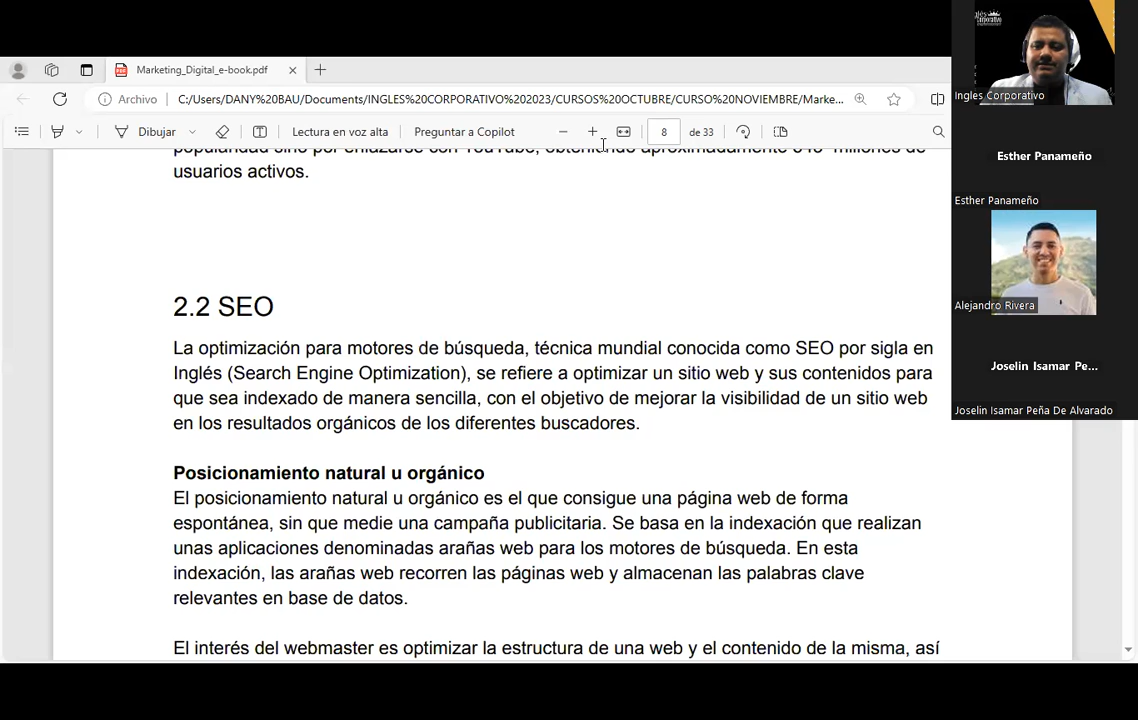 Marketing_Digital_e-book.pdf
Archivo
C:/Users/DANY%20BAU/Documents/INGLES%20CORPORATIVO%202023/CURSOS%20OCTUBRE/CURSO%20NOVIEMBRE/Marke...
Dibujar
Lectura en voz alta
Preguntar a Copilot
8
de 33
usuarios activos.
2.2 SEO
La optimización para motores de búsqueda, técnica mundial conocida como SEO por sigla en
Inglés (Search Engine Optimization), se refiere a optimizar un sitio web y sus contenidos para
que sea indexado de manera sencilla, con el objetivo de mejorar la visibilidad de un sitio web
en los resultados orgánicos de los diferentes buscadores.
Posicionamiento natural u orgánico
El posicionamiento natural u orgánico es el que consigue una página web de forma
espontánea, sin que medie una campaña publicitaria. Se basa en la indexación que realizan
unas aplicaciones denominadas arañas web para los motores de búsqueda. En esta
indexación, las arañas web recorren las páginas web y almacenan las palabras clave
relevantes en base de datos.
El interés del webmaster es optimizar la estructura de una web y el contenido de la misma, así
Ingles Corporativo
Esther Panameño
Esther Panameño
Alejandro Rivera
Joselin Isamar Pe...
Joselin Isamar Peña De Alvarado